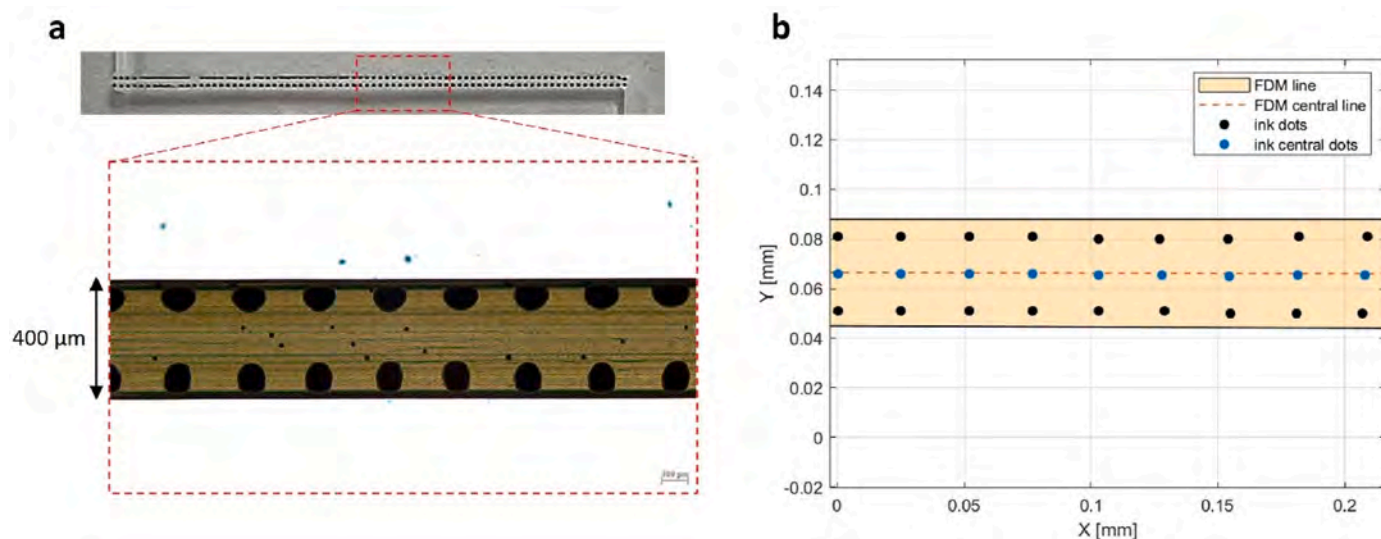 a
400 µm
b
FDM line
FDM central line
ink dots
ink central dots
0.14
0.12
0.1
0.08
0.06
0.04
0.02
0
-0.02
Y [mm]
0
0.05
0.1
0.15
0.2
X [mm]